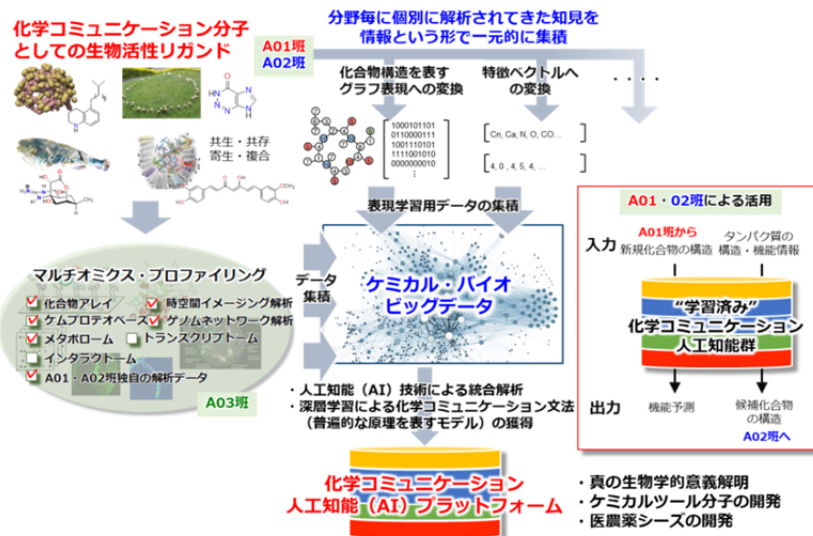 化学コミュニケーション分子
としての生物活性リガンド
A01班
A02班
分野毎に個別に解析されてきた知見を
情報という形で一元的に集積
化合物構造を表す
グラフ表現への変換
特徴ベクトルへ
の変換
・・・・
共生・共存
寄生・複合
1000101101
0110000111
1001110101
1111001010
0000000010
⋮
[Cn, Ca, N, O, CO... ]
[4, 0 , 4, 5, 4, ... ]
表現学習用データの集積
マルチオミクス・プロファイリング
化合物アレイ
時空間イメージング解析
ケムプロテオベース
ゲノムネットワーク解析
メタボローム
トランスクリプトーム
インタラクトーム
A01・A02班独自の解析データ
A03班
データ
集積
ケミカル・バイオ
ビッグデータ
・人工知能（AI）技術による統合解析
・深層学習による化学コミュニケーション文法
（普遍的な原理を表すモデル）の獲得
化学コミュニケーション
人工知能（AI）プラットフォーム
A01・02班による活用
入力
A01班から
新規化合物の構造
タンパク質の
構造・機能情報
“学習済み”
化学コミュニケーション
人工知能群
出力
機能予測
候補化合物
の構造
A02班へ
・真の生物学的意義解明
・ケミカルツール分子の開発
・医農薬シーズの開発